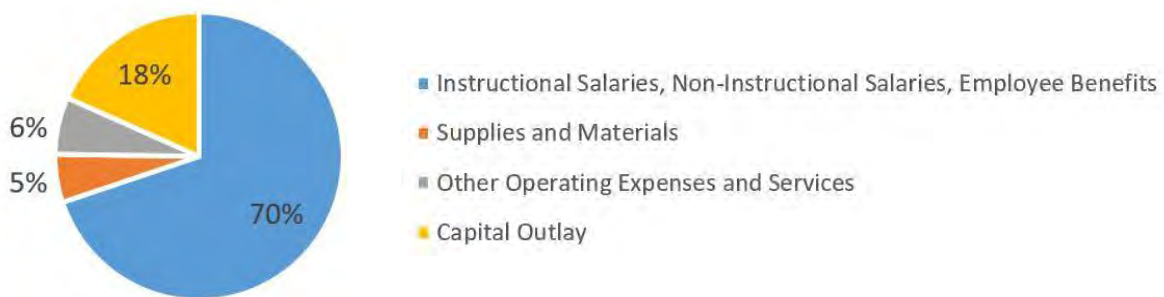 18%
6%
5%
70%
Instructional Salaries, Non-Instructional Salaries, Employee Benefits
Supplies and Materials
Other Operating Expenses and Services
Capital Outlay